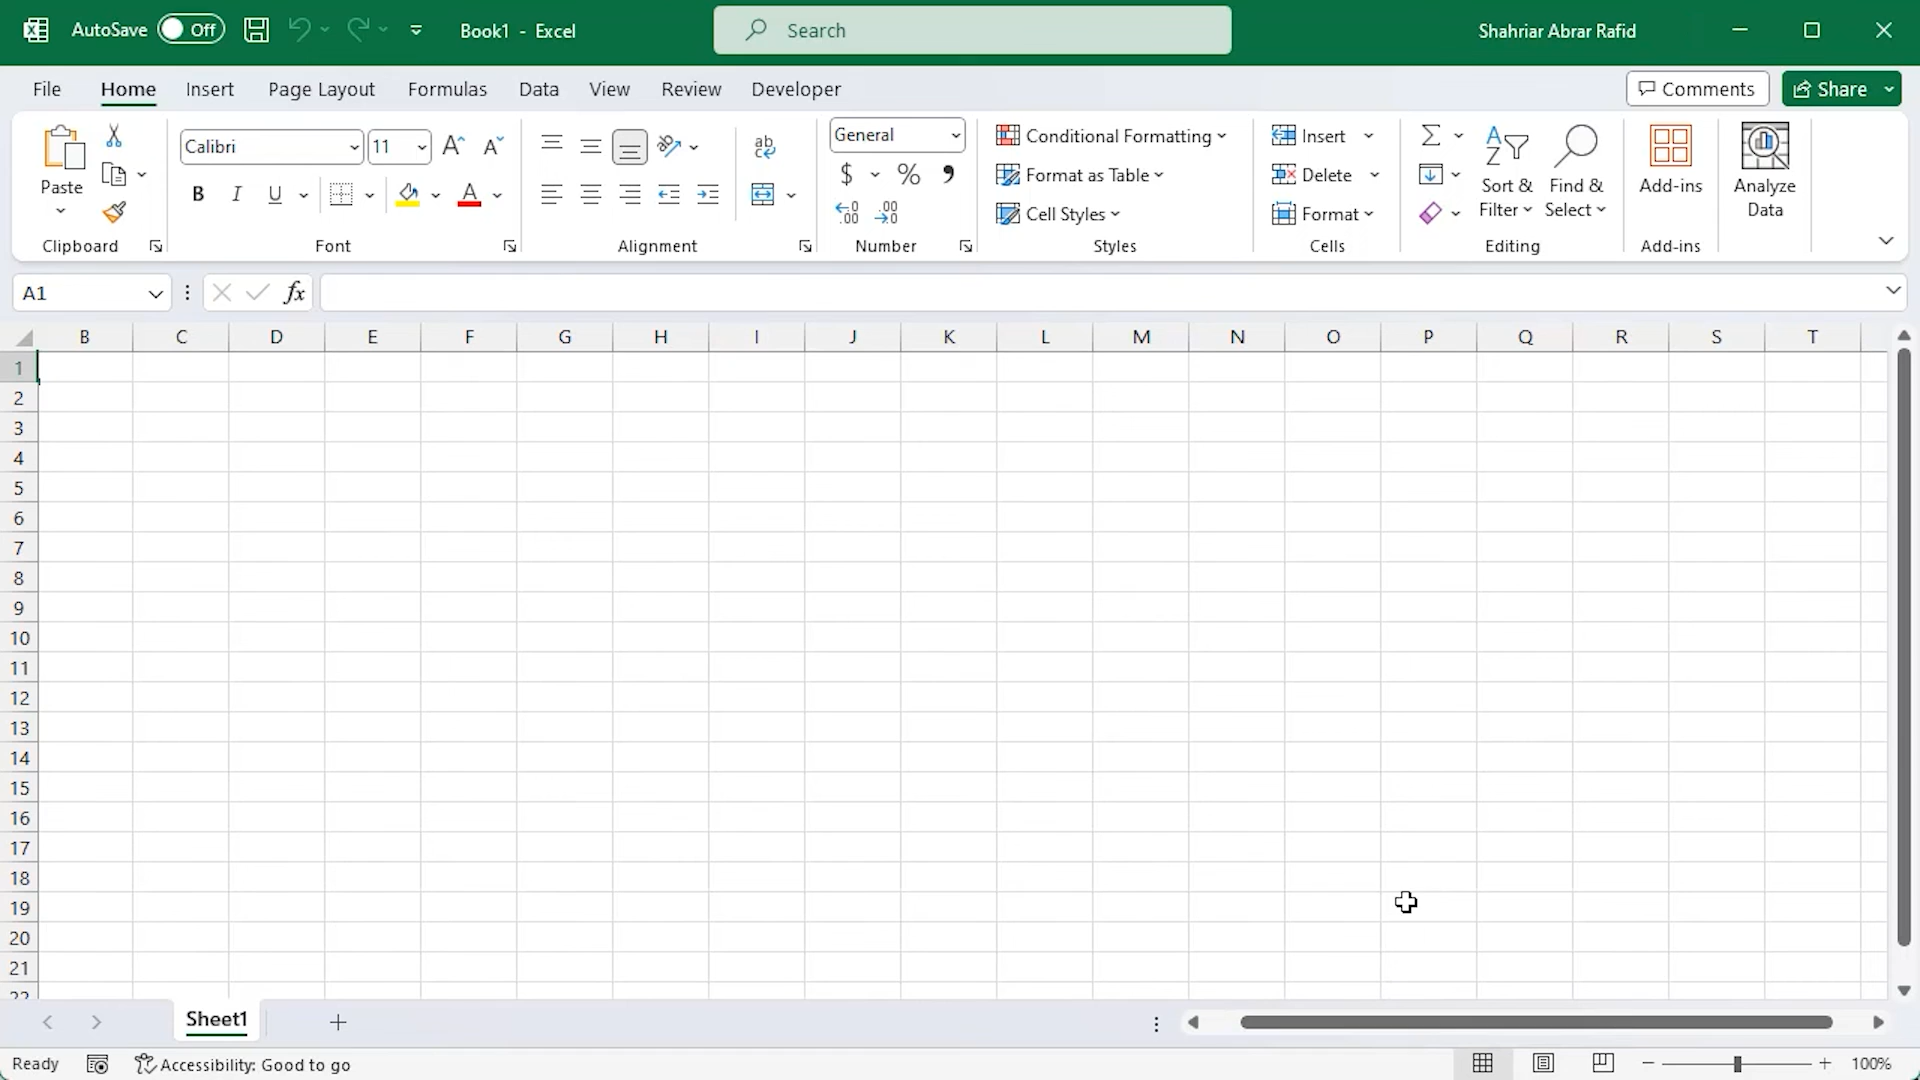 AutoSave Off Book1 - Excel Search Shahriar Abrar Rafid
File Home Insert Page Layout Formulas Data View Review Developer Comments Share
Calibri 11 General Conditional Formatting Insert
Paste Format as Table Delete Sort & Filter Find & Select Add-ins Analyze Data
B I U $ % Cell Styles Format
Clipboard Font Alignment Number Styles Cells Editing Add-ins
A1 fx
B C D E F G H I J K L M N O P Q R S T
1
2
3
4
5
6
7
8
9
10
11
12
13
14
15
16
17
18
19
20
21
22
Sheet1
Ready Accessibility: Good to go 100%